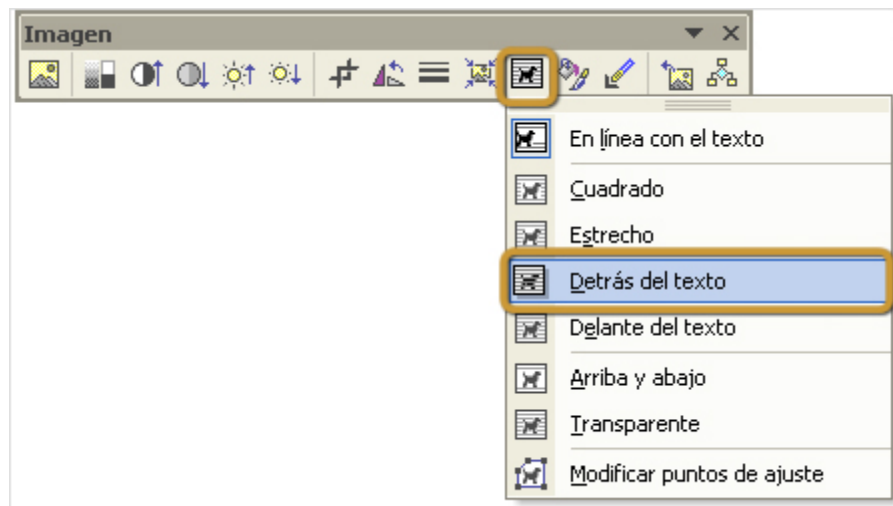 Imagen
En línea con el texto
Cuadrado
Estrecho
Detrás del texto
Delante del texto
Arriba y abajo
Transparente
Modificar puntos de ajuste